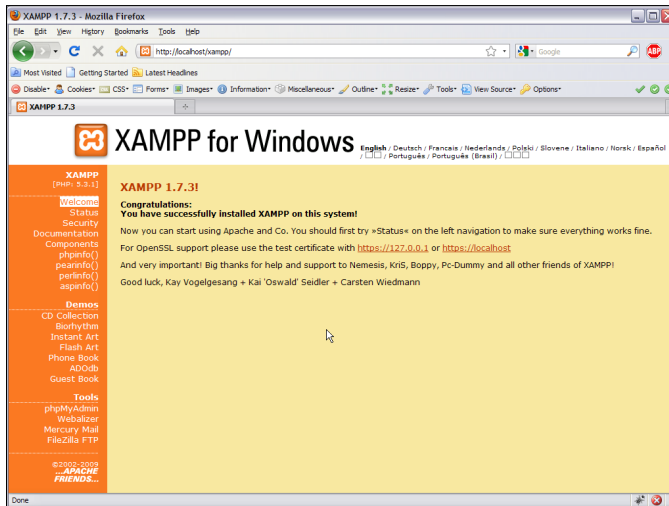 XAMPP 1.7.3 - Mozilla Firefox
File Edit View History Bookmarks Tools Help
http://localhost/xampp/
Google
ABP
Most Visited Getting Started Latest Headlines
Disable Cookies CSS Forms Images Information Miscellaneous Outline Resize Tools View Source Options
XAMPP 1.7.3
XAMPP for Windows
English / Deutsch / Francais / Nederlands / Polski / Slovene / Italiano / Norsk / Español
/ □□ / Português / Português (Brasil) / □□□
XAMPP
[PHP: 5.3.1]
Welcome
Status
Security
Documentation
Components
phpinfo()
pearinfo()
perlinfo()
aspinfo()
Demos
CD Collection
Biorhythm
Instant Art
Flash Art
Phone Book
ADOdb
Guest Book
Tools
phpMyAdmin
Webalizer
Mercury Mail
FileZilla FTP
©2002-2009
...APACHE
FRIENDS...
XAMPP 1.7.3!
Congratulations:
You have successfully installed XAMPP on this system!
Now you can start using Apache and Co. You should first try »Status« on the left navigation to make sure everything works fine.
For OpenSSL support please use the test certificate with https://127.0.0.1 or https://localhost
And very important! Big thanks for help and support to Nemesis, KriS, Boppy, Pc-Dummy and all other friends of XAMPP!
Good luck, Kay Vogelgesang + Kai 'Oswald' Seidler + Carsten Wiedmann
Done